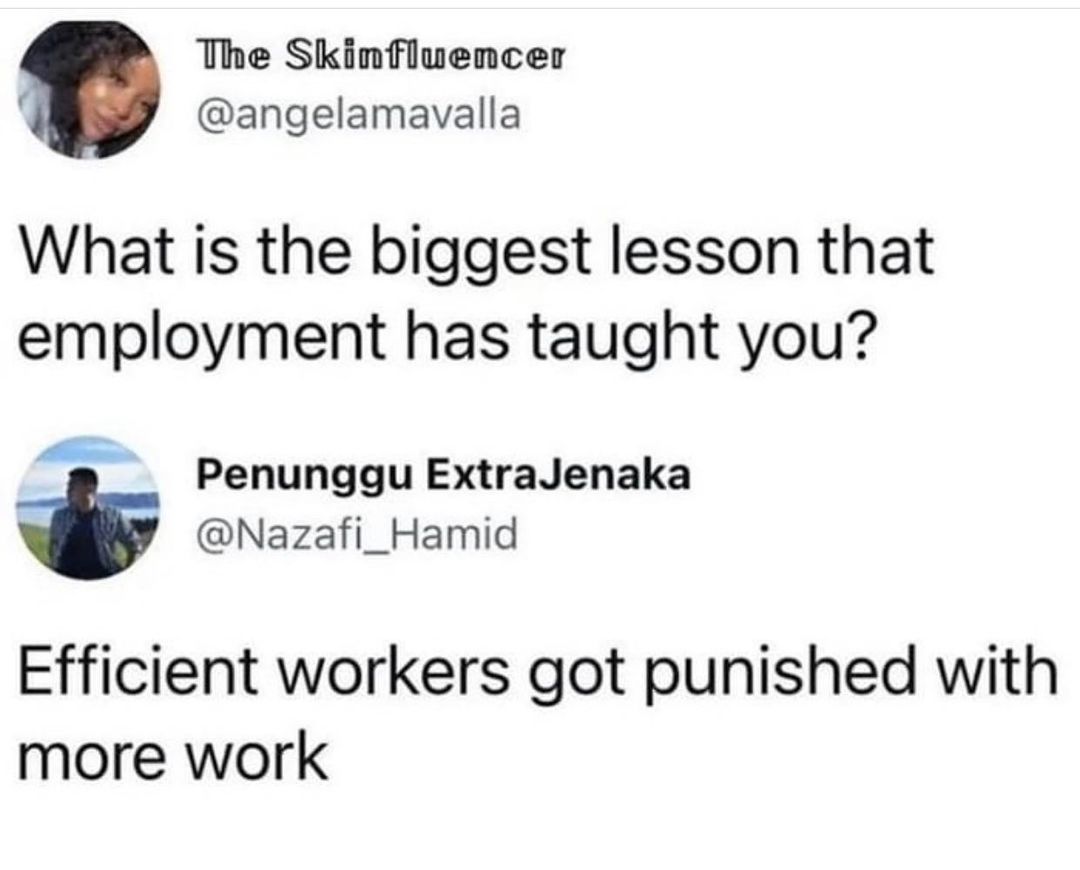 The Skinfluencer
@angelamavalla
What is the biggest lesson that
employment has taught you?
Penunggu ExtraJenaka
@Nazafi_Hamid
Efficient workers got punished with
more work